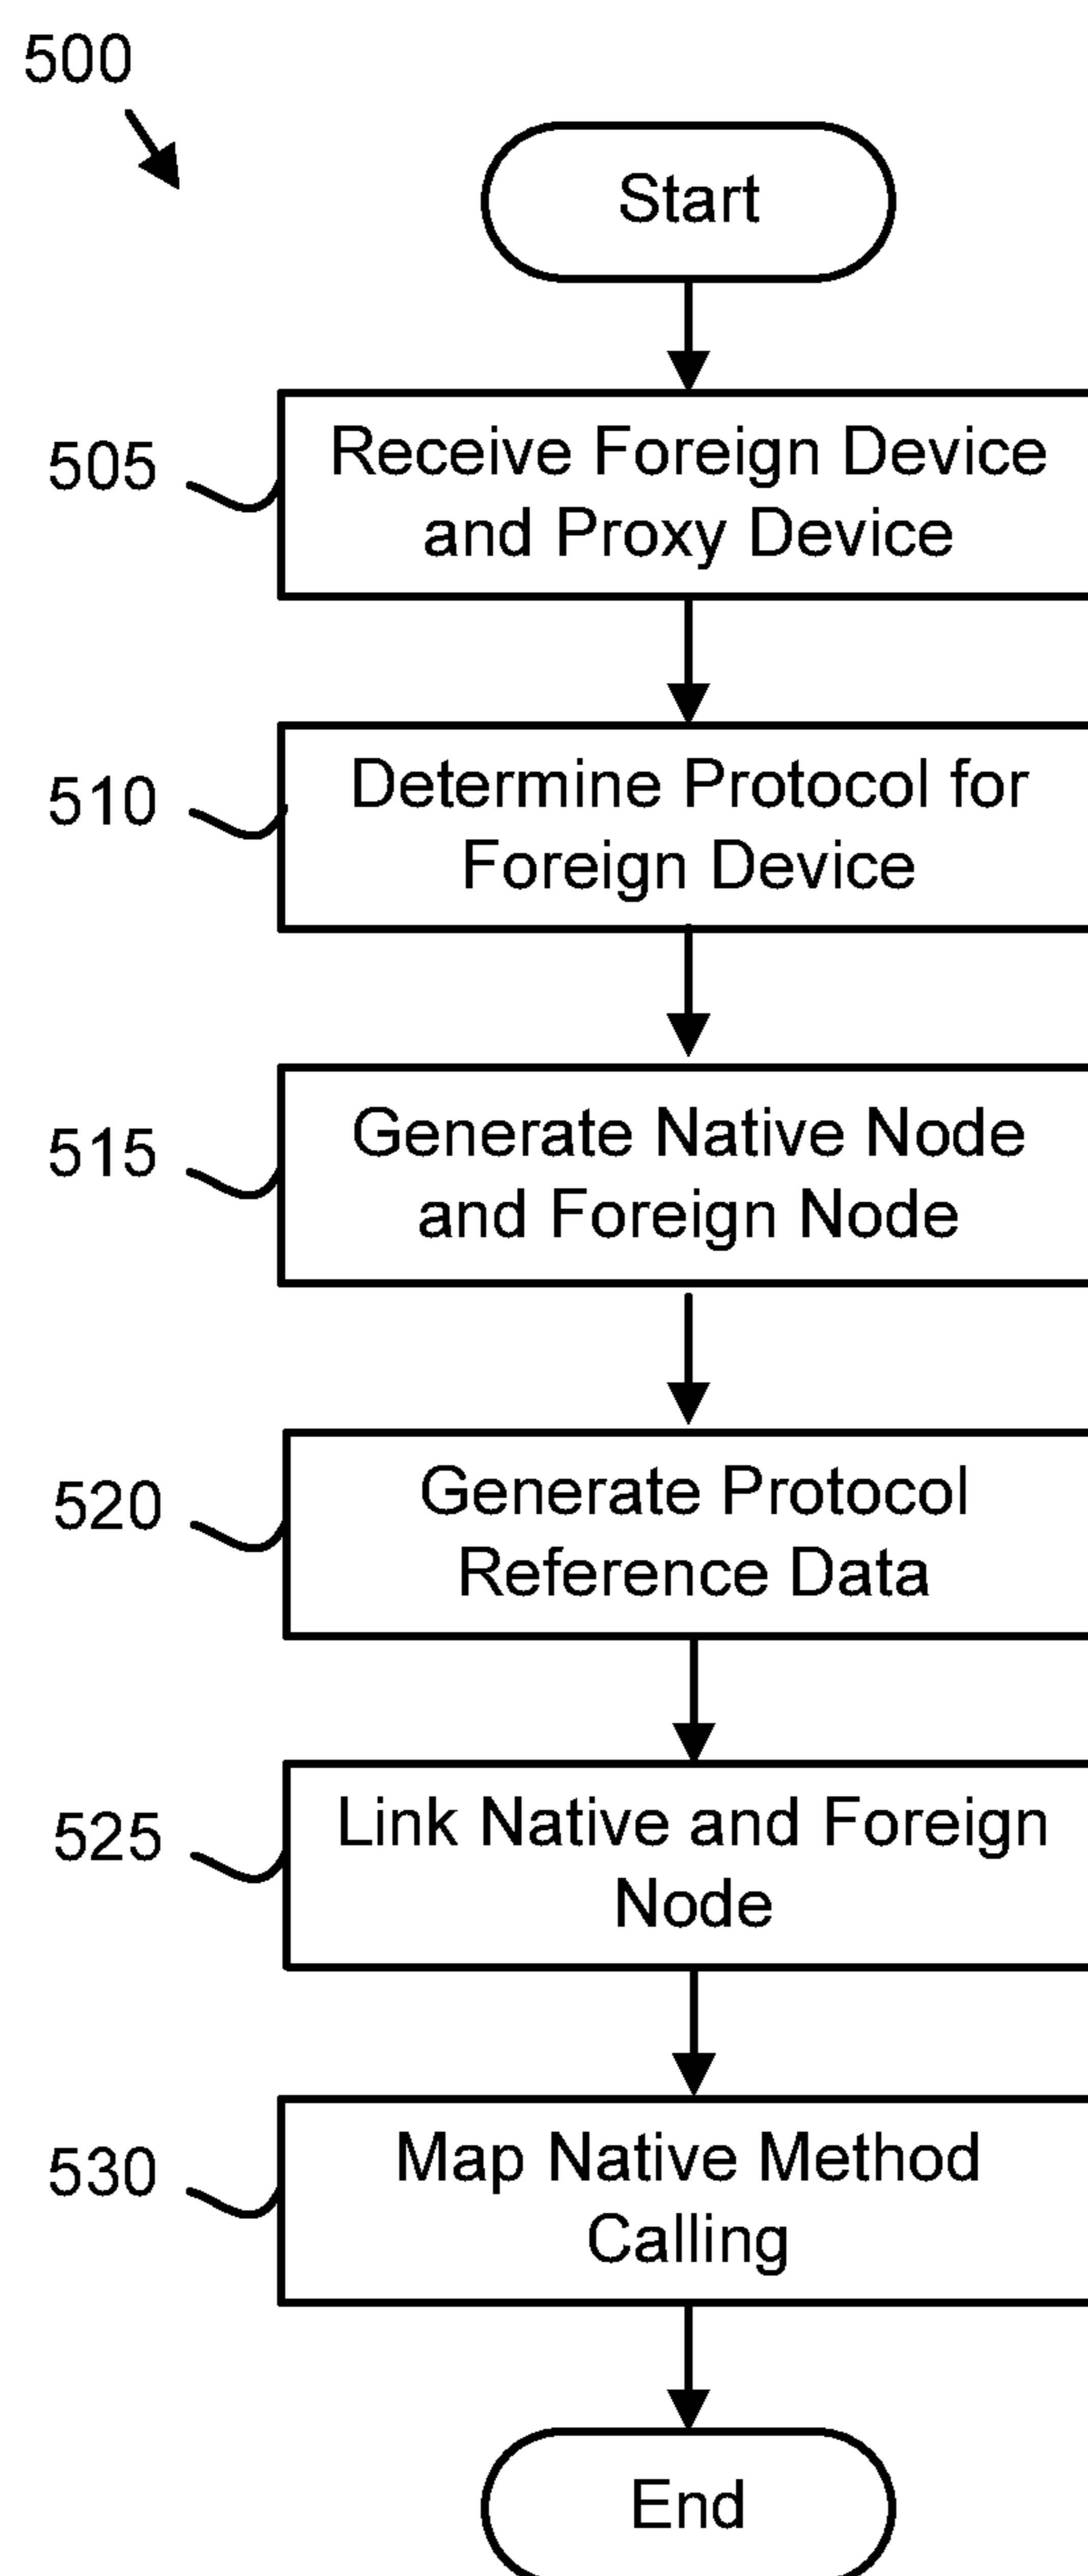 500
Start
505
Receive Foreign Device
and Proxy Device
510
Determine Protocol for
Foreign Device
515
Generate Native Node
and Foreign Node
520
Generate Protocol
Reference Data
525
Link Native and Foreign
Node
530
Map Native Method
Calling
End